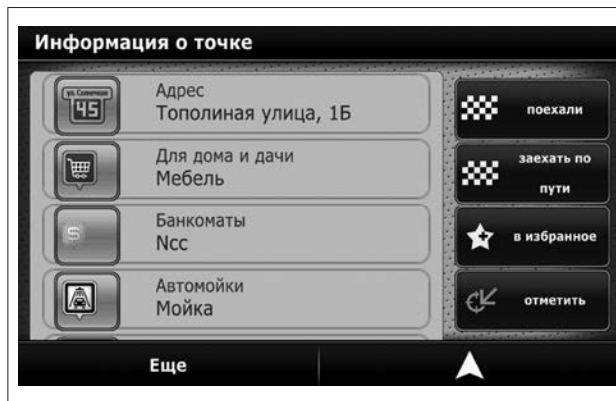 Информация о точке
ул. Солнечная
45
Адрес
Тополиная улица, 1Б
Для дома и дачи
Мебель
Банкоматы
Ncc
Автомойки
Мойка
поехали
заехать по
пути
в избранное
отметить
Еще